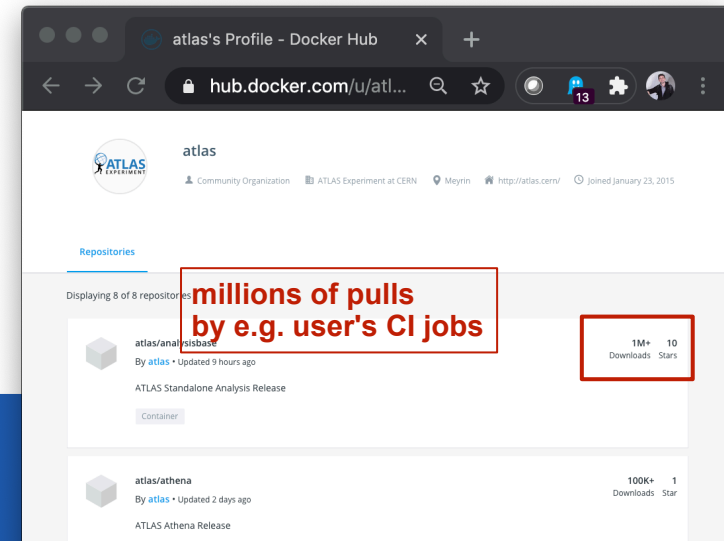 atlas's Profile - Docker Hub
hub.docker.com/u/atl...
13
ATLAS
EXPERIMENT
atlas
Community Organization ATLAS Experiment at CERN Meyrin http://atlas.cern/ Joined January 23, 2015
Repositories
Displaying 8 of 8 repositories
millions of pulls
by e.g. user's CI jobs
atlas/analysisbase
1M+ 10
By atlas • Updated 9 hours ago
Downloads Stars
ATLAS Standalone Analysis Release
Container
atlas/athena
100K+ 1
By atlas • Updated 2 days ago
Downloads Star
ATLAS Athena Release